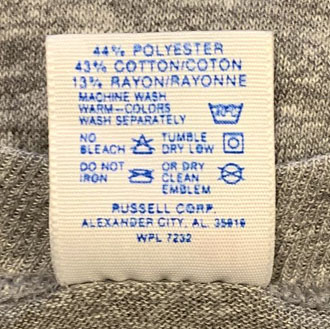 44% POLYESTER
43% COTTON/COTON
13% RAYON/RAYONNE
MACHINE WASH
WARM-COLORS
WASH SEPARATELY
NO BLEACH
TUMBLE DRY LOW
DO NOT IRON
OR DRY CLEAN EMBLEM
RUSSELL CORP.
ALEXANDER CITY, AL. 35010
WPL 7232